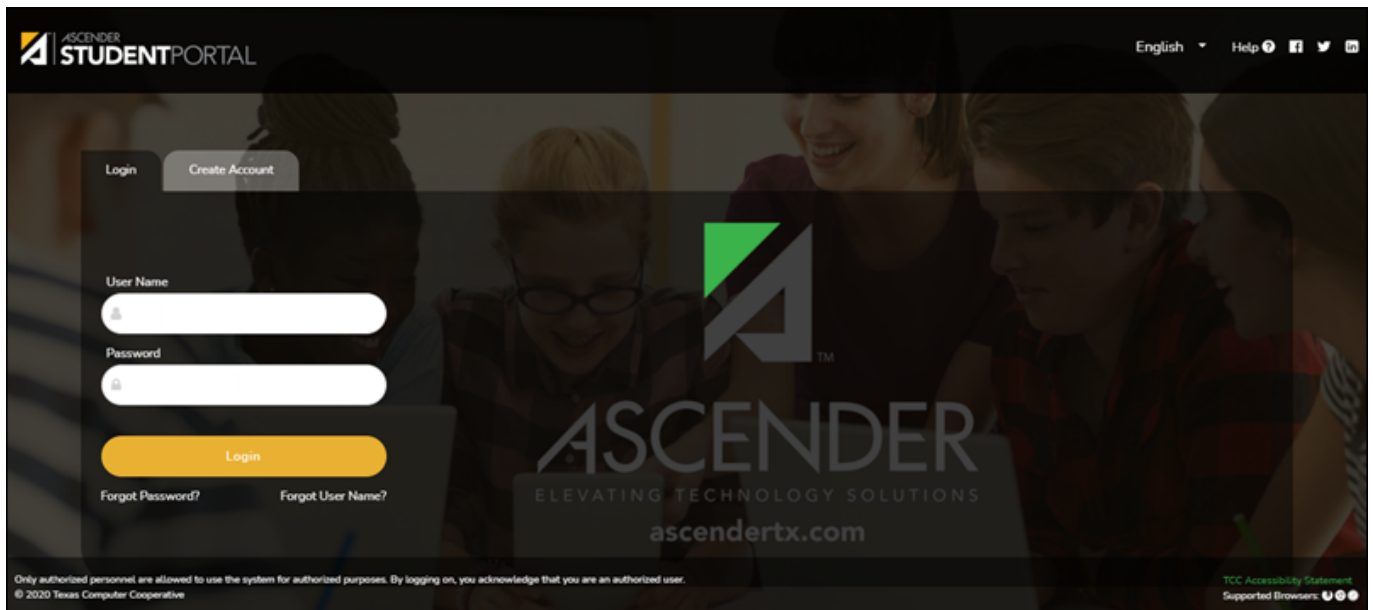 ASCENDER
STUDENTPORTAL
English Help
Login Create Account
User Name
Password
Login
Forgot Password? Forgot User Name?
TM
ASCENDER
ELEVATING TECHNOLOGY SOLUTIONS
ascendertx.com
Only authorized personnel are allowed to use the system for authorized purposes. By logging on, you acknowledge that you are an authorized user.
© 2020 Texas Computer Cooperative
TCC Accessibility Statement
Supported Browsers: